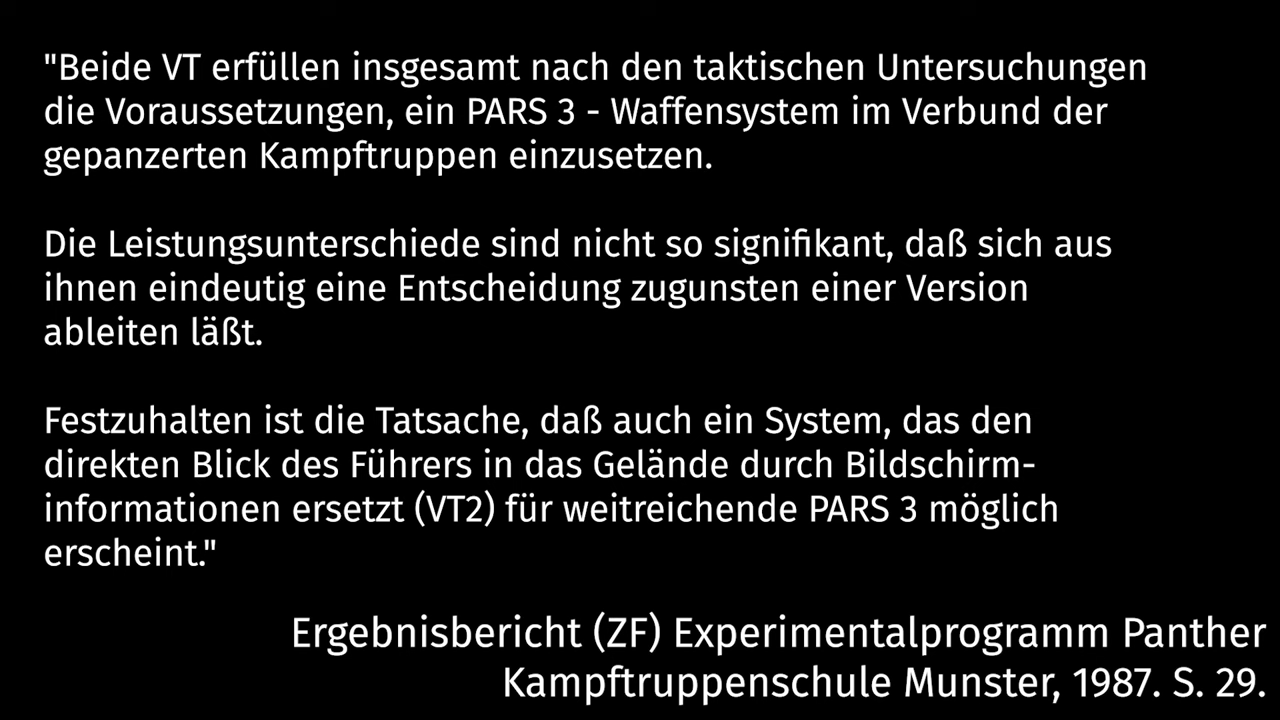 "Beide VT erfüllen insgesamt nach den taktischen Untersuchungen
die Voraussetzungen, ein PARS 3 - Waffensystem im Verbund der
gepanzerten Kampftruppen einzusetzen.
Die Leistungsunterschiede sind nicht so signifikant, daß sich aus
ihnen eindeutig eine Entscheidung zugunsten einer Version
ableiten läßt.
Festzuhalten ist die Tatsache, daß auch ein System, das den
direkten Blick des Führers in das Gelände durch Bildschirm-
informationen ersetzt (VT2) für weitreichende PARS 3 möglich
erscheint."
Ergebnisbericht (ZF) Experimentalprogramm Panther
Kampftruppenschule Munster, 1987. S. 29.